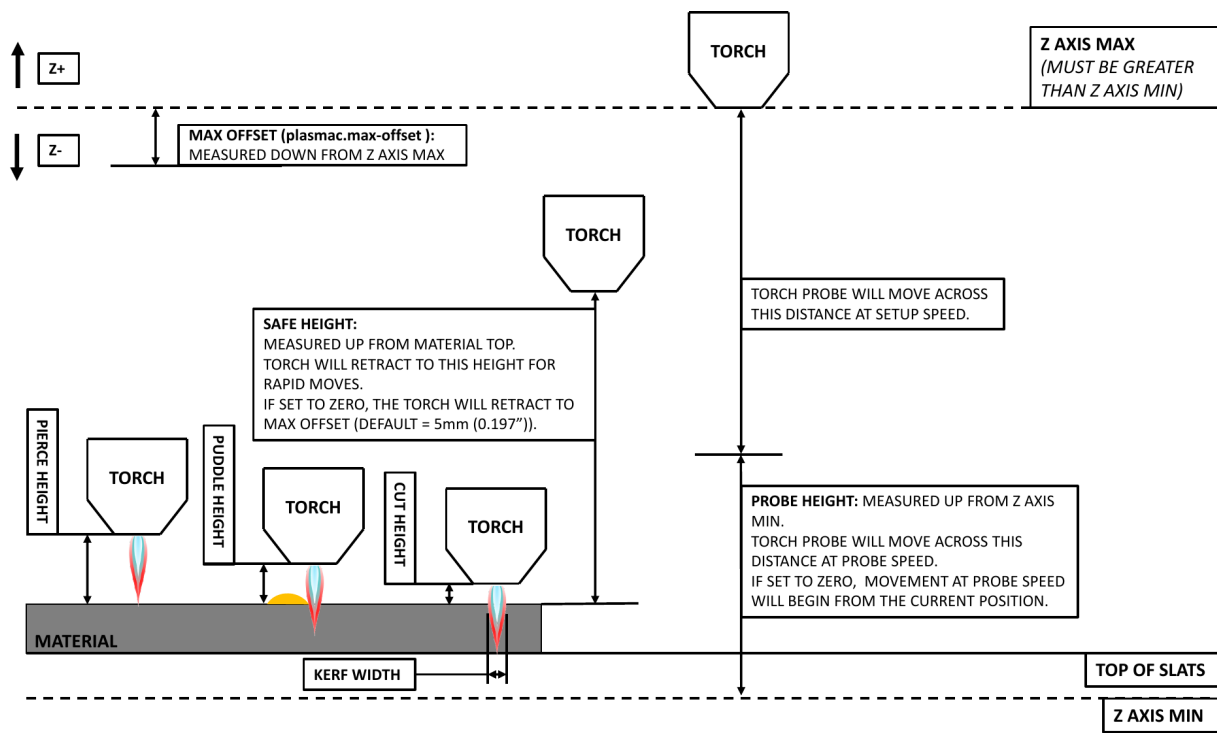 TORCH
Z AXIS MAX
(MUST BE GREATER
THAN Z AXIS MIN)
Z+
MAX OFFSET (plasmac.max-offset ):
MEASURED DOWN FROM Z AXIS MAX
Z-
TORCH
TORCH PROBE WILL MOVE ACROSS
THIS DISTANCE AT SETUP SPEED.
SAFE HEIGHT:
MEASURED UP FROM MATERIAL TOP.
TORCH WILL RETRACT TO THIS HEIGHT FOR
RAPID MOVES.
IF SET TO ZERO, THE TORCH WILL RETRACT TO
MAX OFFSET (DEFAULT = 5mm (0.197”)).
PIERCE HEIGHT
TORCH
PUDDLE HEIGHT
TORCH
CUT HEIGHT
TORCH
PROBE HEIGHT: MEASURED UP FROM Z AXIS
MIN.
TORCH PROBE WILL MOVE ACROSS THIS
DISTANCE AT PROBE SPEED.
IF SET TO ZERO, MOVEMENT AT PROBE SPEED
WILL BEGIN FROM THE CURRENT POSITION.
MATERIAL
KERF WIDTH
TOP OF SLATS
Z AXIS MIN